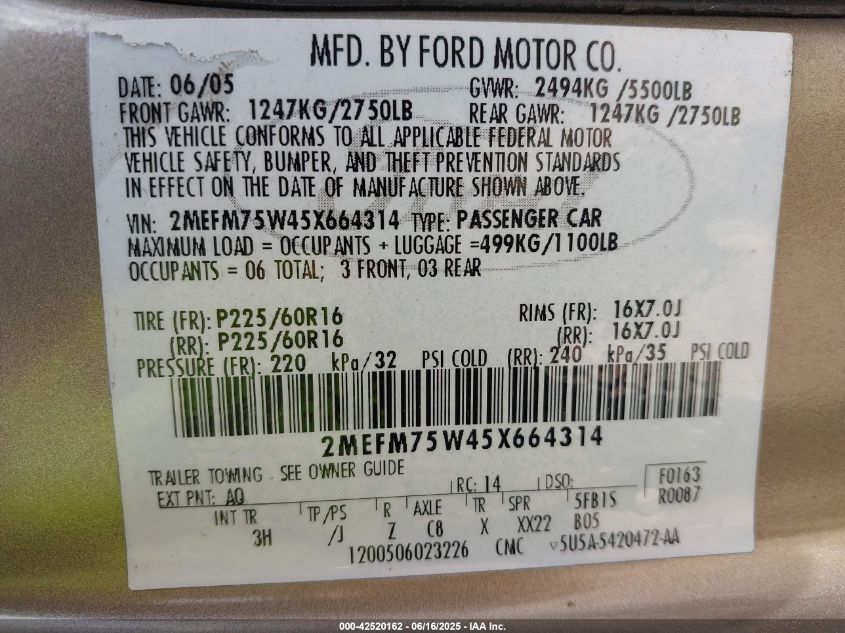 MFD. BY FORD MOTOR CO.
DATE: 06/05 GVWR: 2494KG /5500LB
FRONT GAWR: 1247KG/2750LB REAR GAWR: 1247KG /2750LB
THIS VEHICLE CONFORMS TO ALL APPLICABLE FEDERAL MOTOR
VEHICLE SAFETY, BUMPER, AND THEFT PREVENTION STANDARDS
IN EFFECT ON THE DATE OF MANUFACTURE SHOWN ABOVE.
VIN: 2MEFM75W45X664314 TYPE: PASSENGER CAR
MAXIMUM LOAD = OCCUPANTS + LUGGAGE =499KG/1100LB
OCCUPANTS = 06 TOTAL; 3 FRONT, 03 REAR
TIRE (FR): P225/60R16 RIMS (FR): 16X7.0J
(RR): P225/60R16 (RR): 16X7.0J
PRESSURE (FR): 220 kPa/32 PSI COLD (RR): 240 kPa/35 PSI COLD
2MEFM75W45X664314
TRAILER TOWING - SEE OWNER GUIDE
EXT PNT: AQ RC: 14 DSO: F0163
R0087
INT TR TP/PS R AXLE TR SPR 5FB15
3H /J Z C8 X XX22 B05
1200506023226 CMC 5U5A-5420472-AA
000-42520162 - 06/16/2025 - IAA Inc.